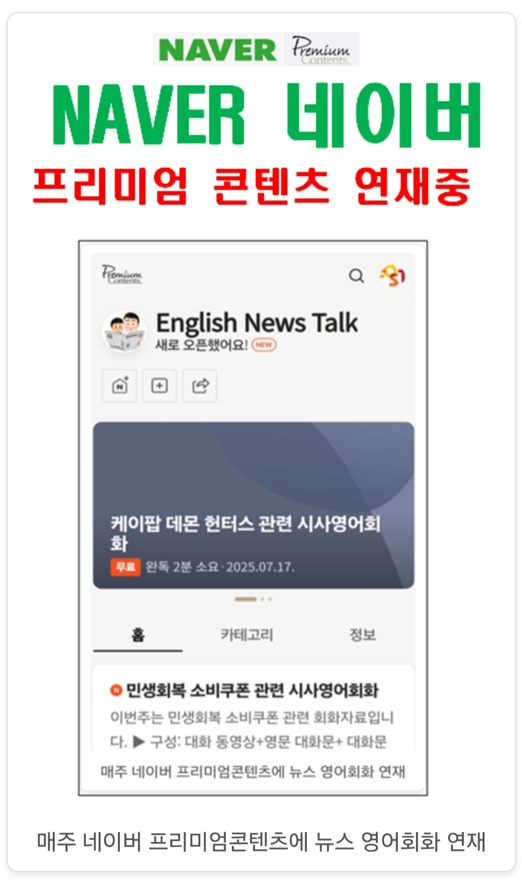 NAVER Premium Contents.
NAVER 네이버
프리미엄 콘텐츠 연재중
Premium Contents.
English News Talk
새로 오픈했어요! NEW
케이팝 데몬 헌터스 관련 시사영어회
화
무료 완독 2분 소요·2025.07.17.
홈 카테고리 정보
N 민생회복 소비쿠폰 관련 시사영어회화
이번주는 민생회복 소비쿠폰 관련 회화자료입니
다. ▶ 구성: 대화 동영상+영문 대화문+ 대화문
매주 네이버 프리미엄콘텐츠에 뉴스 영어회화 연재
매주 네이버 프리미엄콘텐츠에 뉴스 영어회화 연재